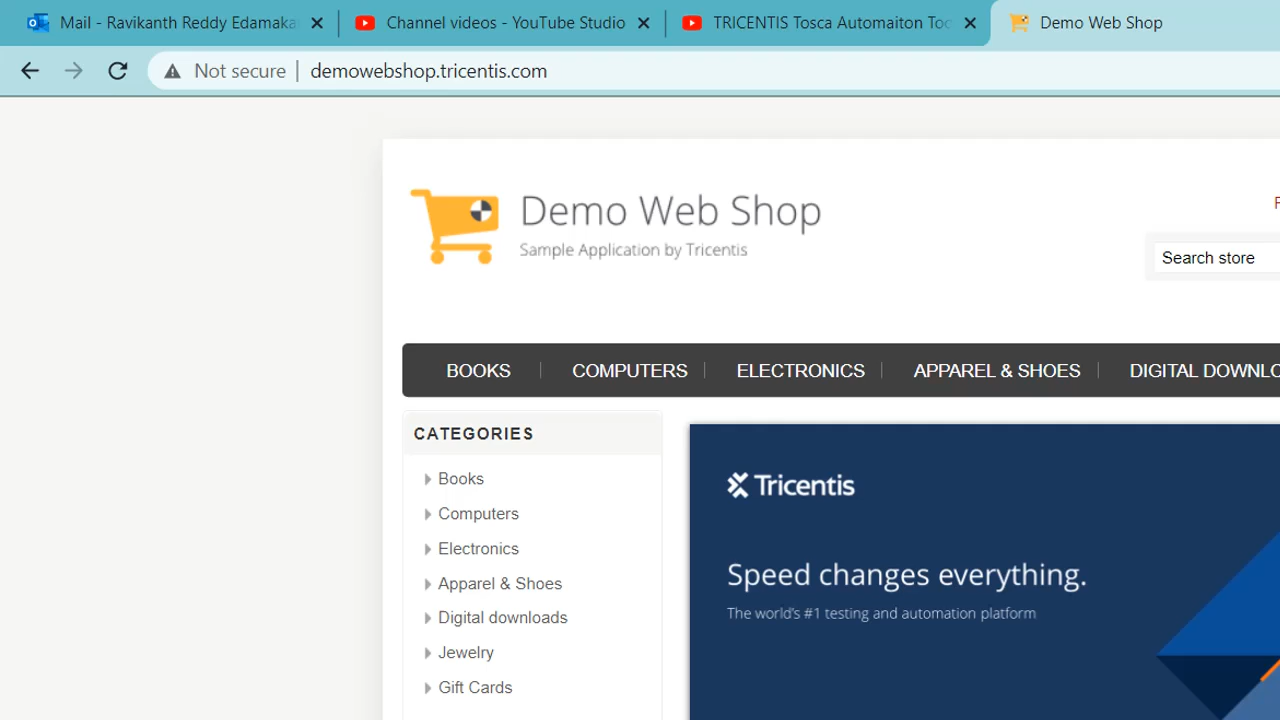 Mail - Ravikanth Reddy Edamaka
Channel videos - YouTube Studio
TRICENTIS Tosca Automaiton Too
Demo Web Shop
Not secure
demowebshop.tricentis.com
Demo Web Shop
Sample Application by Tricentis
Search store
BOOKS
COMPUTERS
ELECTRONICS
APPAREL & SHOES
DIGITAL DOWNLO
CATEGORIES
Books
Computers
Electronics
Apparel & Shoes
Digital downloads
Jewelry
Gift Cards
Tricentis
Speed changes everything.
The world's #1 testing and automation platform